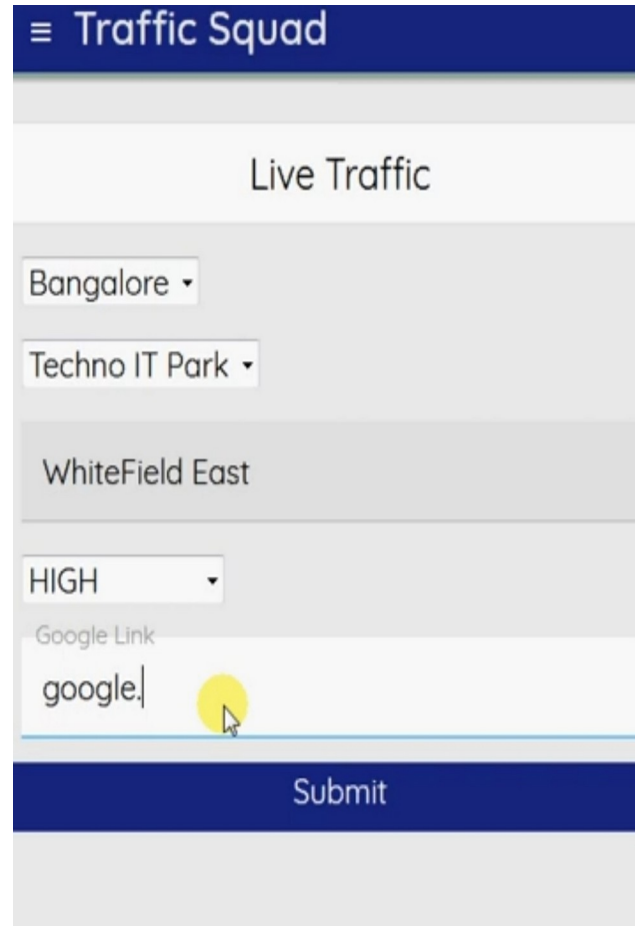 ≡ Traffic Squad
Live Traffic
Bangalore
Techno IT Park
WhiteField East
HIGH
Google Link
google.
Submit